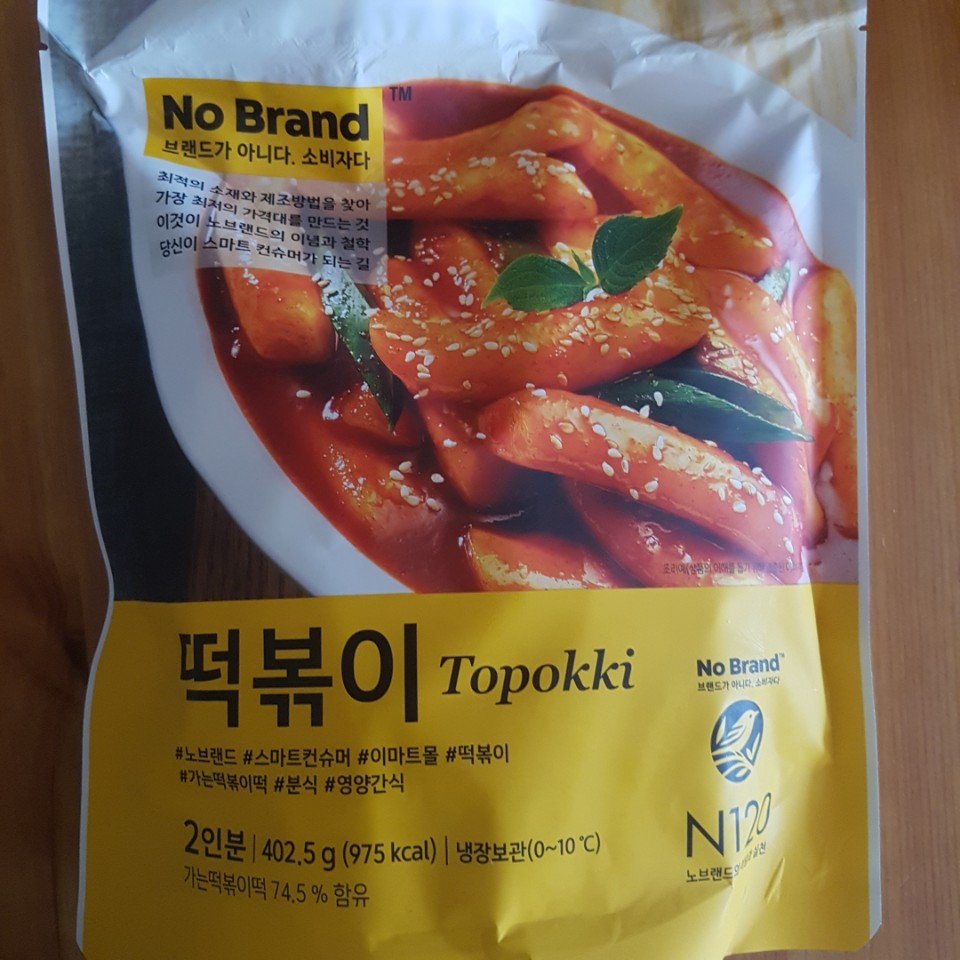 No Brand TM
브랜드가 아니다. 소비자다
최적의 소재와 제조방법을 찾아
가장 최저의 가격대를 만드는 것
이것이 노브랜드의 이념과 철학
당신이 스마트 컨슈머가 되는 길
떡볶이 Topokki
#노브랜드 #스마트컨슈머 #이마트몰 #떡볶이
#가는떡볶이떡 #분식 #영양간식
2인분 | 402.5 g (975 kcal) | 냉장보관(0~10 ℃)
가는떡볶이떡 74.5 % 함유
No Brand TM
브랜드가 아니다. 소비자다.
N120
노브랜드